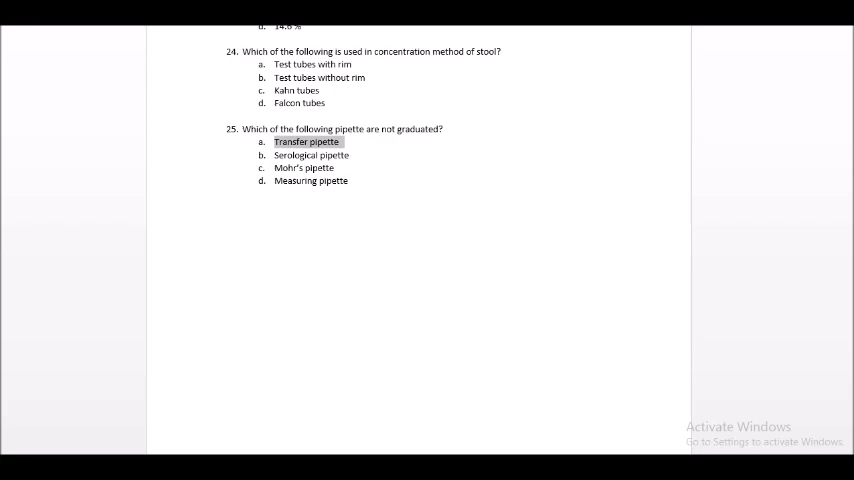 d. 14.6 %
24. Which of the following is used in concentration method of stool?
a. Test tubes with rim
b. Test tubes without rim
c. Kahn tubes
d. Falcon tubes
25. Which of the following pipette are not graduated?
a. Transfer pipette
b. Serological pipette
c. Mohr's pipette
d. Measuring pipette
Activate Windows
Go to Settings to activate Windows.